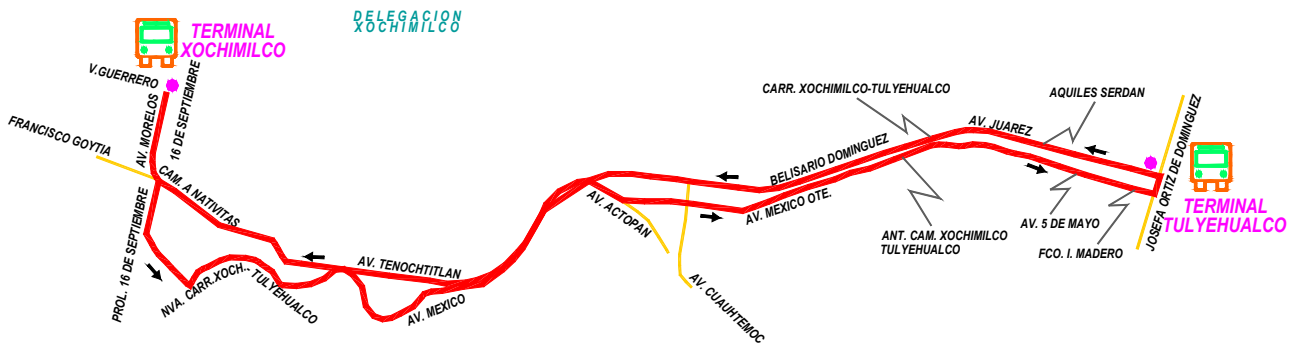 DELEGACION
XOCHIMILCO
TERMINAL
XOCHIMILCO
V.GUERRERO
16 DE SEPTIEMBRE
AV. MORELOS
FRANCISCO GOYTIA
CAM. A NATIVITAS
PROL. 16 DE SEPTIEMBRE
NVA. CARR.XOCH..
TULYEHUALCO
AV. TENOCHTITLAN
AV. MEXICO
AV. ACTOPAN
AV. CUAUHTEMOC
BELISARIO DOMINGUEZ
AV. MEXICO OTE.
CARR. XOCHIMILCO-TULYEHUALCO
ANT. CAM. XOCHIMILCO
TULYEHUALCO
AV. JUAREZ
AQUILES SERDAN
AV. 5 DE MAYO
FCO. I. MADERO
JOSEFA ORTIZ DE DOMINGUEZ
TERMINAL
TULYEHUALCO